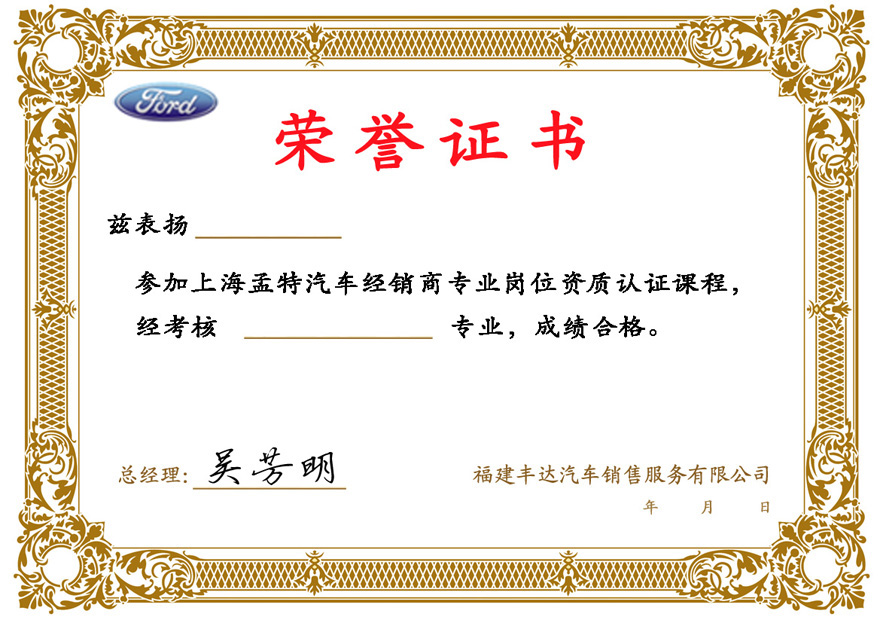 Ford
荣誉证书
兹表扬
参加上海孟特汽车经销商专业岗位资质认证课程，
经考核 专业，成绩合格。
总经理：吴芳明
福建丰达汽车销售服务有限公司
年 月 日